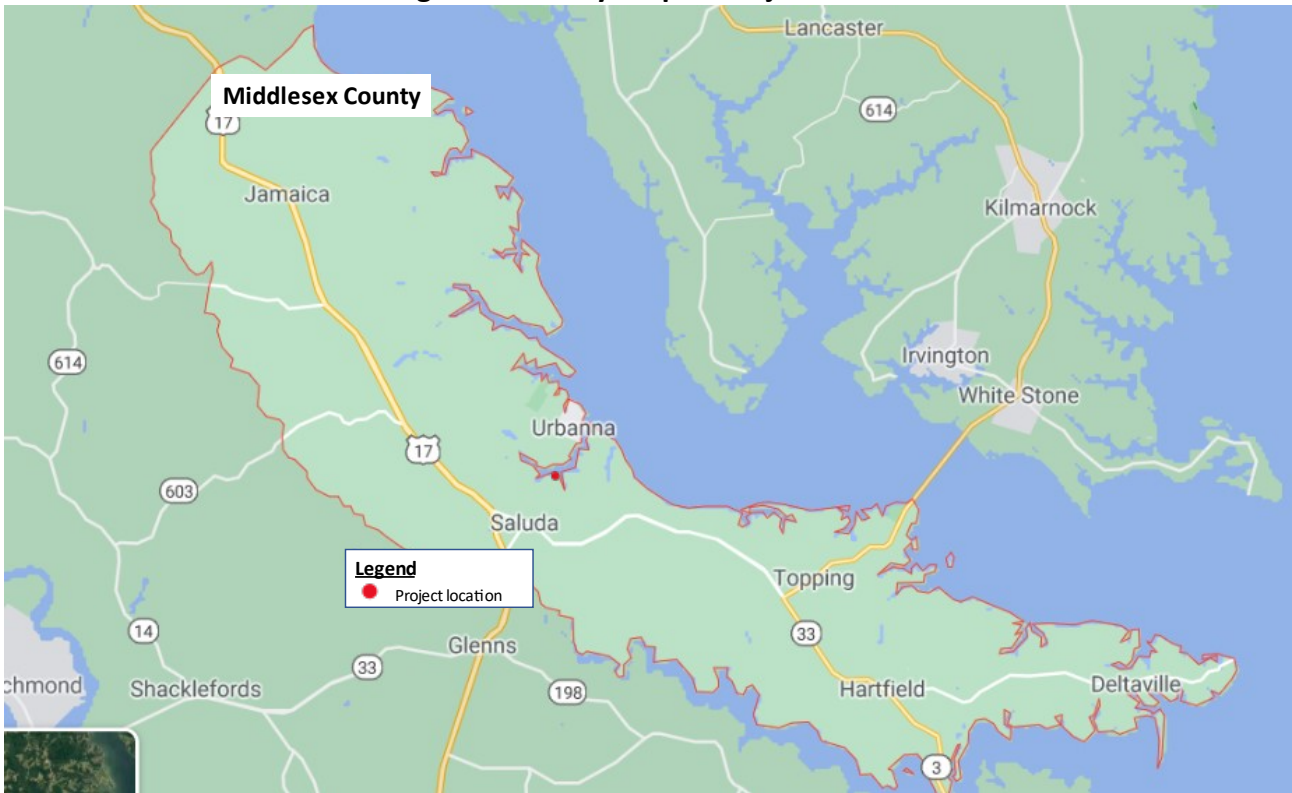 Lancaster
Middlesex County
17
614
Jamaica
Kilmarnock
614
Irvington
White Stone
Urbanna
17
603
Saluda
Legend
Project location
Topping
14
33
Glenns
33
198
chmond
Shacklefords
Hartfield
Deltaville
3